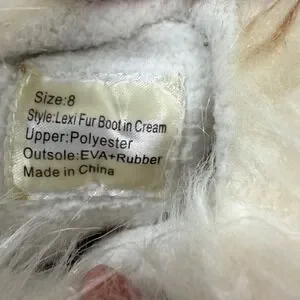 Size:8
Style:Lexi Fur Boot in Cream
Upper:Polyester
Outsole:EVA+Rubber
Made in China